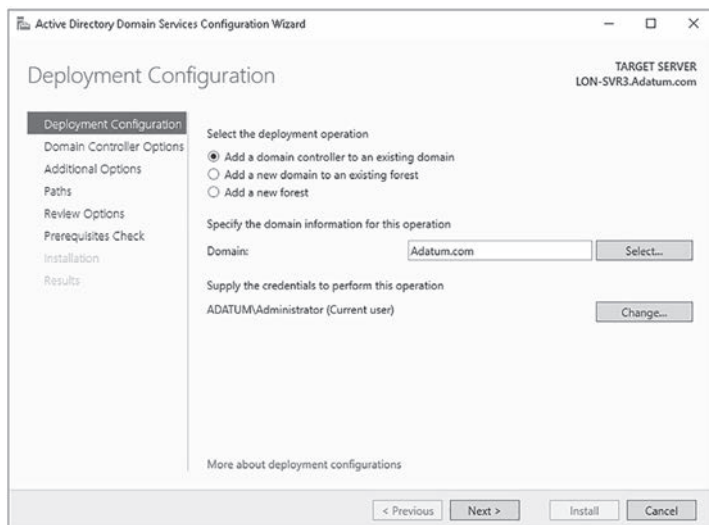 Active Directory Domain Services Configuration Wizard
Deployment Configuration
TARGET SERVER
LON-SVR3.Adatum.com
Deployment Configuration
Domain Controller Options
Additional Options
Paths
Review Options
Prerequisites Check
Installation
Results
Select the deployment operation
Add a domain controller to an existing domain
Add a new domain to an existing forest
Add a new forest
Specify the domain information for this operation
Domain:
Adatum.com
Select...
Supply the credentials to perform this operation
ADATUM\Administrator (Current user)
Change...
More about deployment configurations
< Previous
Next >
Install
Cancel